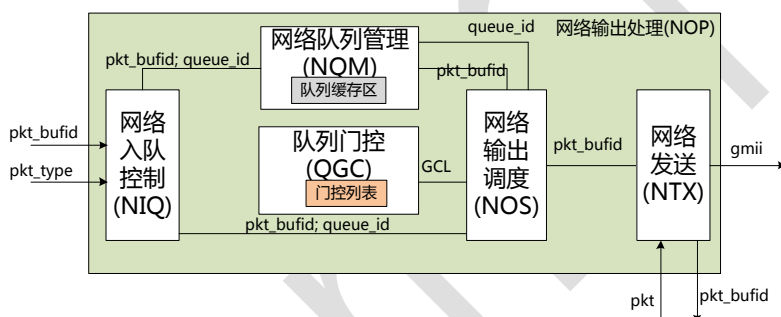 queue_id
网络输出处理(NOP)
网络队列管理
(NQM)
队列缓存区
pkt_bufid; queue_id
pkt_bufid
网络
入队
控制
(NIQ)
pkt_bufid
pkt_type
队列门控
(QGC)
门控列表
GCL
网络
输出
调度
(NOS)
pkt_bufid
网络
发送
(NTX)
gmii
pkt_bufid; queue_id
pkt
pkt_bufid